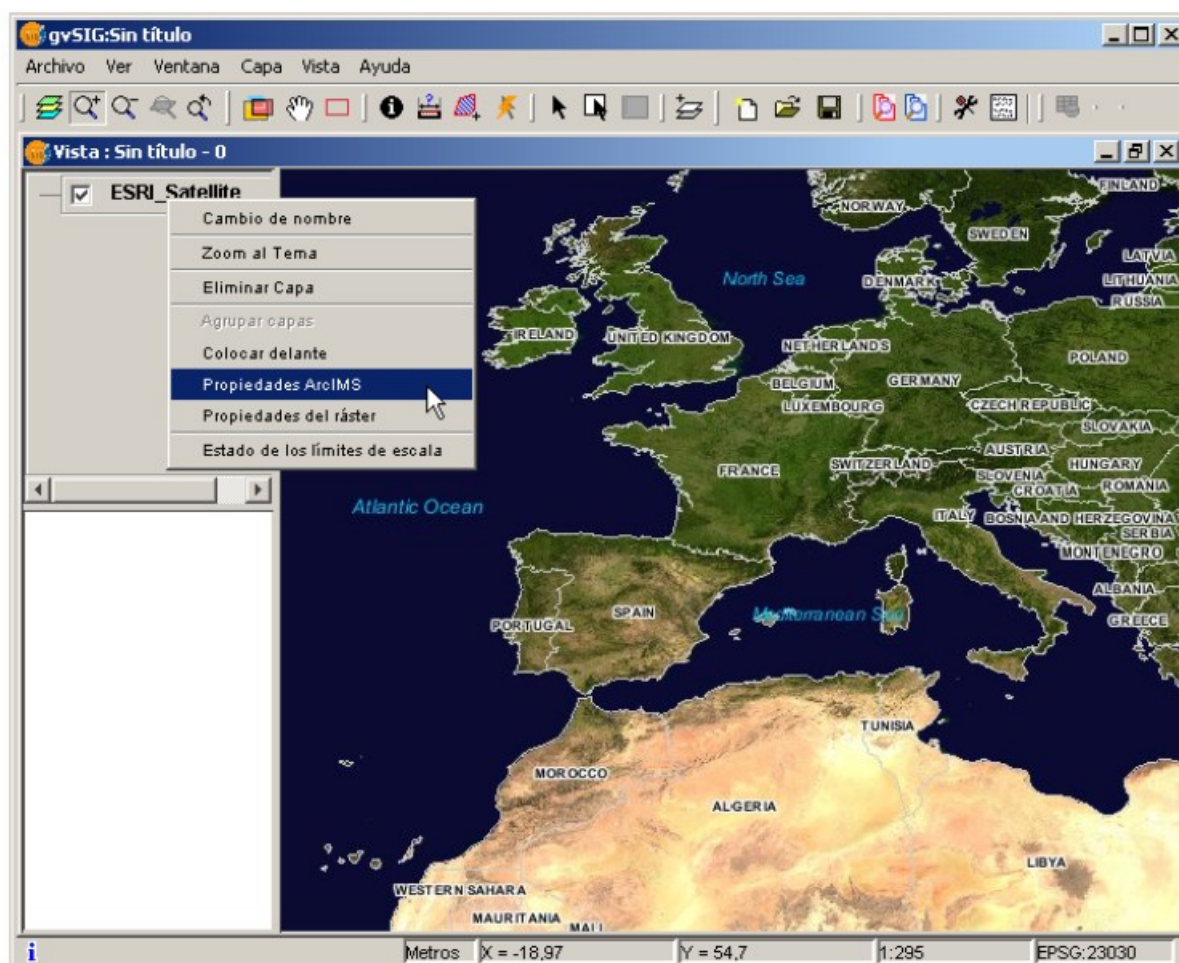 gvSIG:Sin título
Archivo Ver Ventana Capa Vista Ayuda
Vista : Sin título - 0
ESRI_Satellite
Cambio de nombre
Zoom al Tema
Eliminar Capa
Agrupar capas
Colocar delante
Propiedades ArcIMS
Propiedades del ráster
Estado de los límites de escala
FINLAND
NORWAY
SWEDEN
LATVIA
North Sea
DENMARK
LITHUANIA
RUSSIA
IRELAND
UNITED KINGDOM
NETHERLANDS
POLAND
BELGIUM
GERMANY
LUXEMBOURG
CZECH REPUBLIC
SLOVAKIA
AUSTRIA
FRANCE
SWITZERLAND
HUNGARY
SLOVENIA
ROMANIA
CROATIA
Atlantic Ocean
ITALY
BOSNIA AND HERZEGOVINA
SERBIA
MONTENEGRO
ALBANIA
SPAIN
Mediterranean Sea
PORTUGAL
GREECE
TUNISIA
MOROCCO
ALGERIA
LIBYA
WESTERN SAHARA
MAURITANIA
MALI
Metros X = -18,97 Y = 54,7 1:295 EPSG:23030